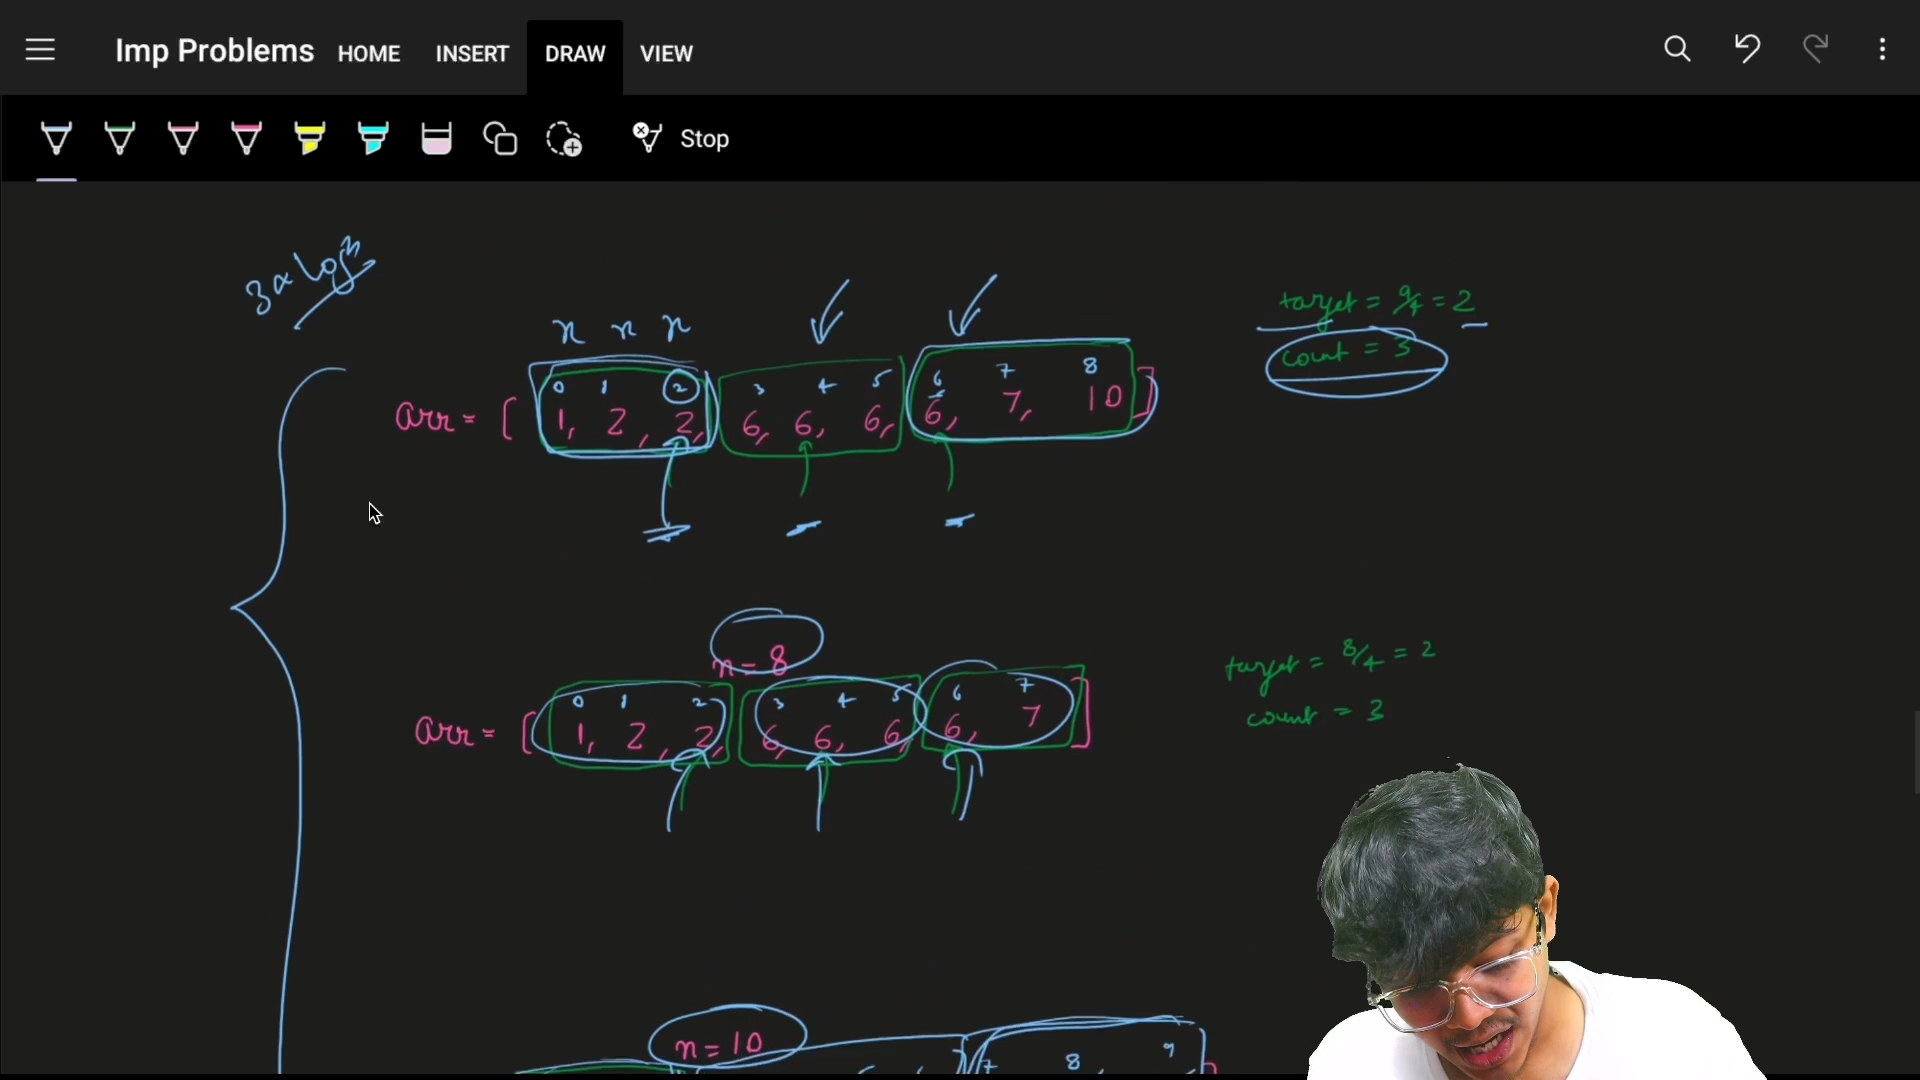 Imp Problems HOME INSERT DRAW VIEW
Stop
3 * log n
target = 9/4 = 2
x x x
count = 3
0 1 2 3 4 5 6 7 8
arr = [ 1, 2, 2, 6, 6, 6, 6, 7, 10 ]
n = 8
target = 8/4 = 2
0 1 2 3 4 5 6 7
count = 3
arr = [ 1, 2, 2, 6, 6, 6, 6, 7 ]
n = 10
7 8 9